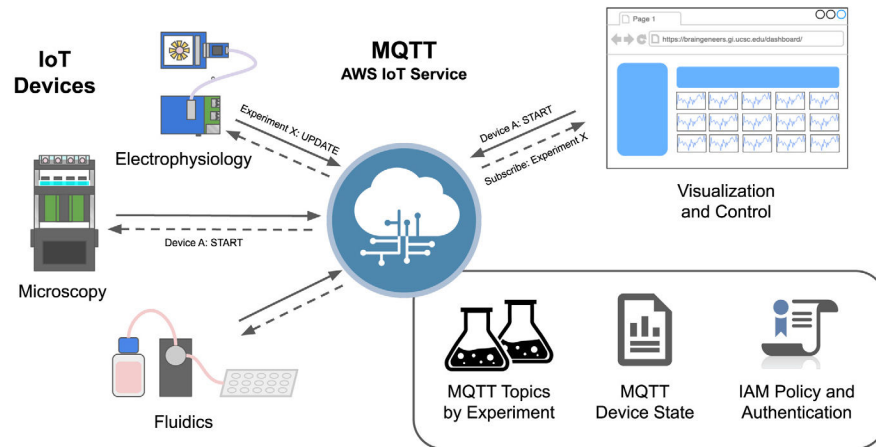 IoT
Devices
MQTT
AWS IoT Service
Page 1
https://braingeneers.gi.ucsc.edu/dashboard/
Experiment X: UPDATE
Electrophysiology
Device A: START
Subscribe: Experiment X
Visualization
and Control
Device A: START
Microscopy
Fluidics
MQTT Topics
by Experiment
MQTT
Device State
IAM Policy and
Authentication